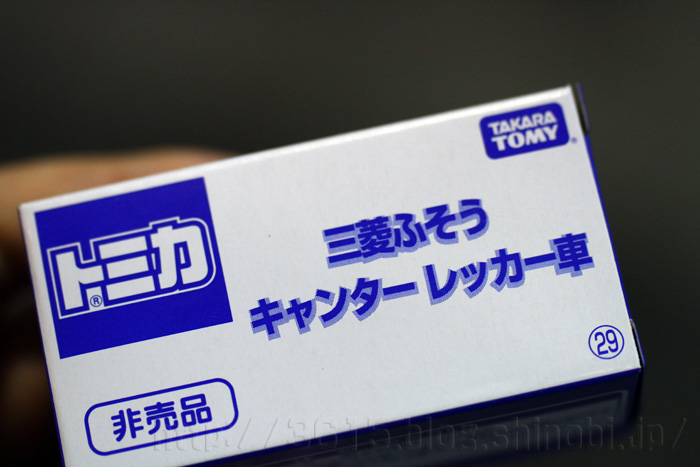 TAKARA
TOMY®
トミカ®
三菱ふそう
キャンター レッカー車
29
非売品
http://3615.blog.shinobi.jp/